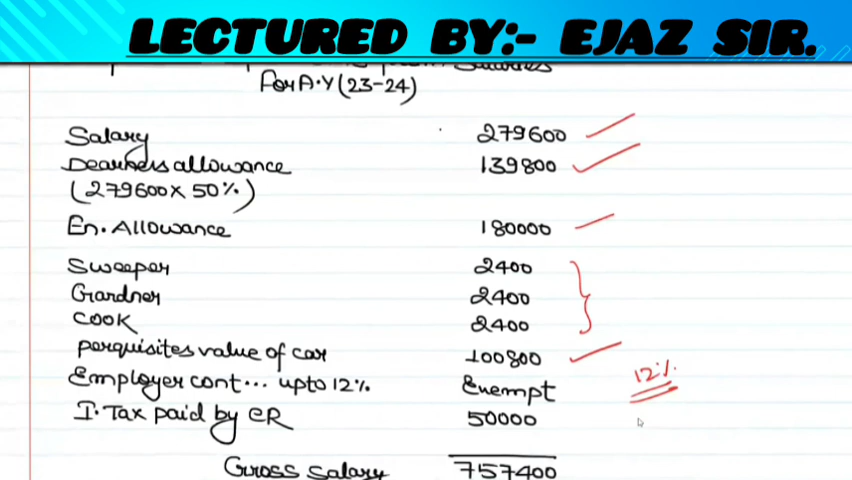 LECTURED BY:- EJAZ SIR.
Salaries
For A.Y (23-24)
Salary 279600
Dearness allowance 139800
(279600 X 50%)
En. Allowance 180000
Sweeper 2400
Gardner 2400
COOK 2400
perquisites value of car 100800
Employer cont... upto 12% Exempt 12%.
I. Tax paid by ER 50000
Gross Salary 757400